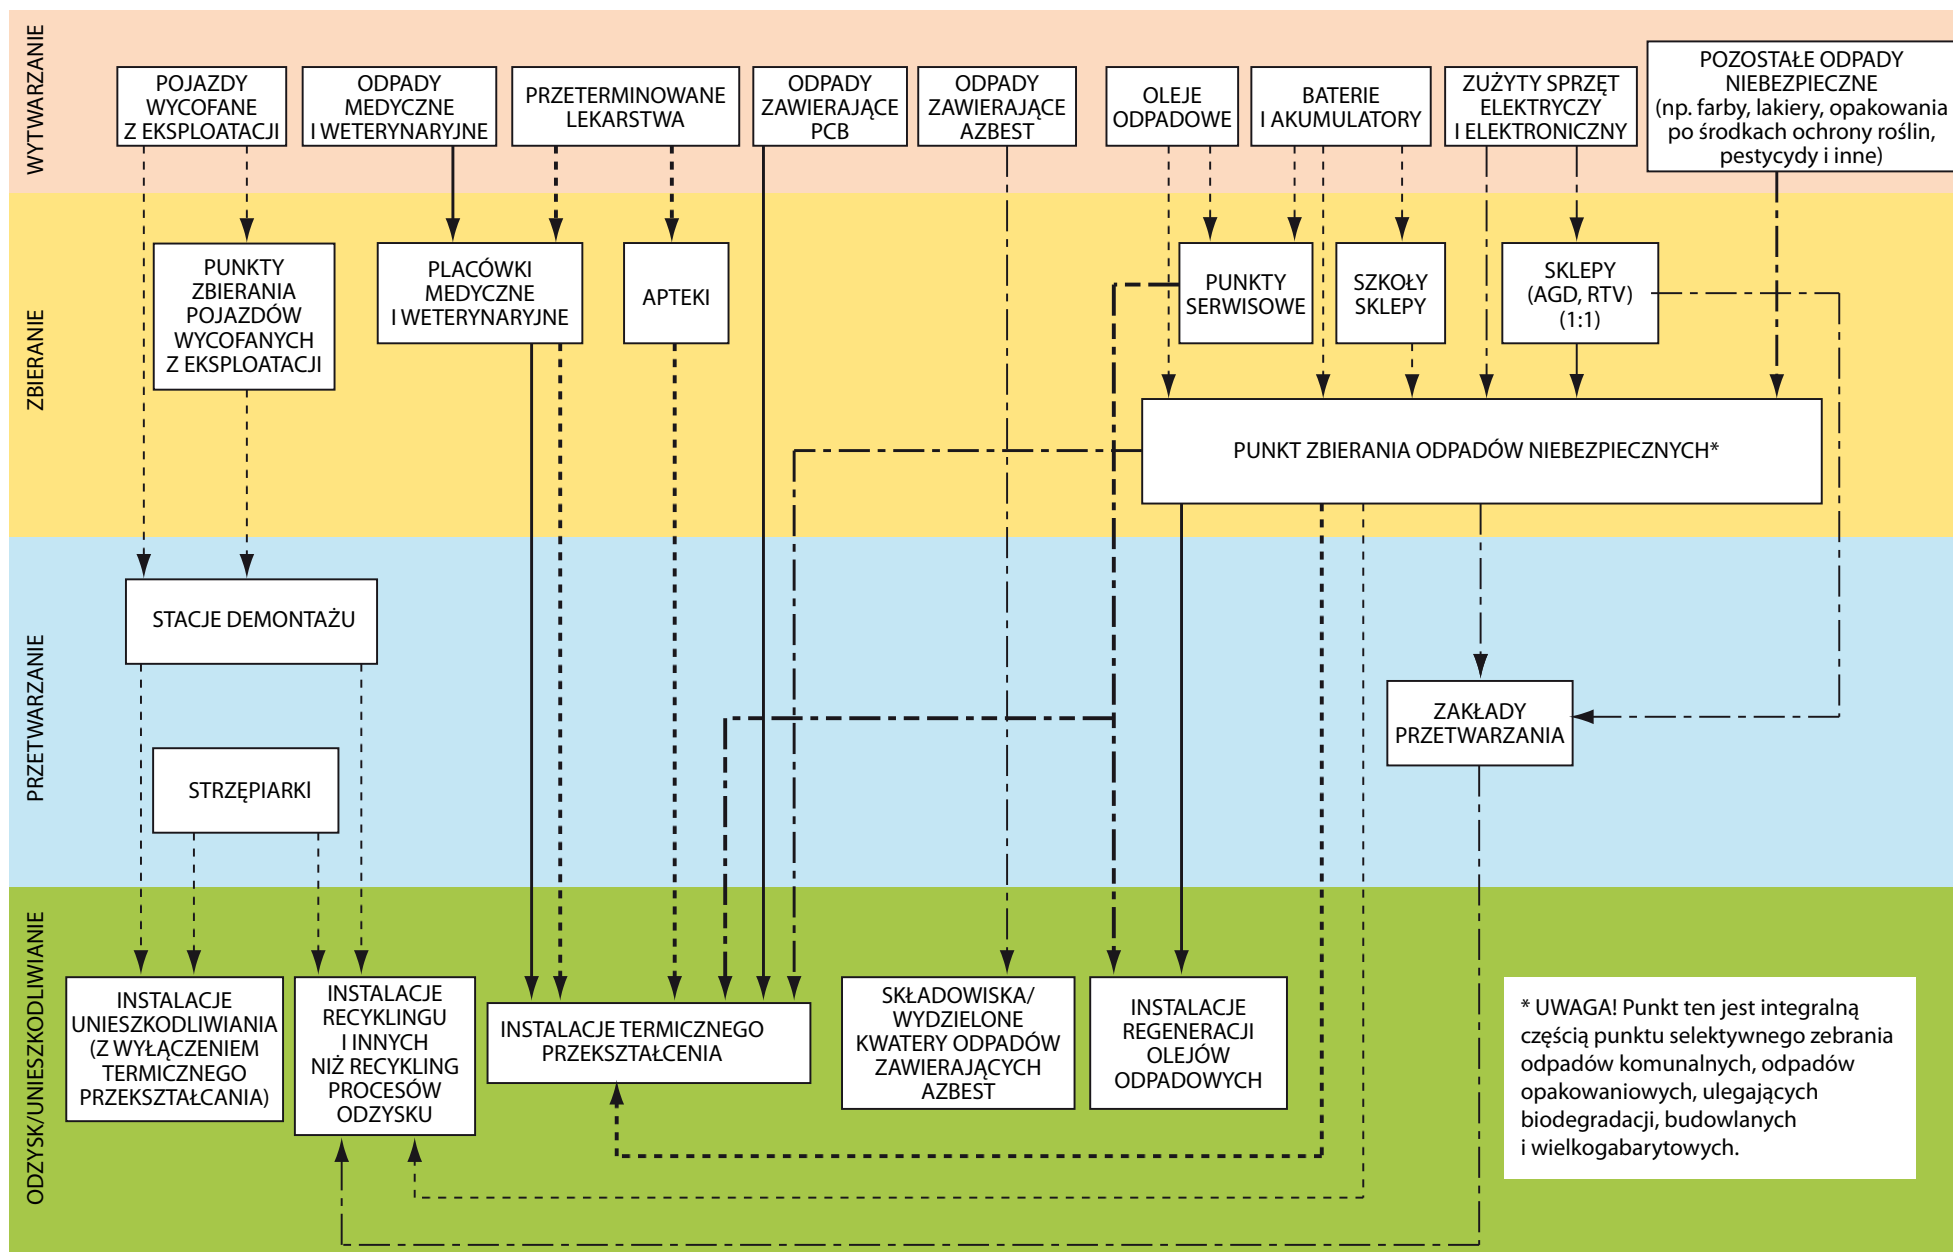 WYTWARZANIE
POJAZDY
WYCOFANE
Z EKSPLOATACJI
ODPADY
MEDYCZNE
I WETERYNARYJNE
PRZETERMINOWANE
LEKARSTWA
ODPADY
ZAWIERAJĄCE
PCB
ODPADY
ZAWIERAJĄCE
AZBEST
OLEJE
ODPADOWE
BATERIE
I AKUMULATORY
ZUŻYTY SPRZĘT
ELEKTRYCZY
I ELEKTRONICZNY
POZOSTAŁE ODPADY
NIEBEZPIECZNE
(np. farby, lakiery, opakowania
po środkach ochrony roślin,
pestycydy i inne)
ZBIERANIE
PUNKTY
ZBIERANIA
POJAZDÓW
WYCOFANYCH
Z EKSPLOATACJI
PLACÓWKI
MEDYCZNE
I WETERYNARYJNE
APTEKI
PUNKTY
SERWISOWE
SZKOŁY
SKLEPY
SKLEPY
(AGD, RTV)
(1:1)
PUNKT ZBIERANIA ODPADÓW NIEBEZPIECZNYCH*
PRZETWARZANIE
STACJE DEMONTAŻU
ZAKŁADY
PRZETWARZANIA
STRZĘPIARKI
ODZYSK/UNIESZKODLIWIANIE
INSTALACJE
UNIESZKODLIWIANIA
(Z WYŁĄCZENIEM
TERMICZNEGO
PRZEKSZTAŁCANIA)
INSTALACJE
RECYKLINGU
I INNYCH
NIŻ RECYKLING
PROCESÓW
ODZYSKU
INSTALACJE TERMICZNEGO
PRZEKSZTAŁCENIA
SKŁADOWISKA/
WYDZIELONE
KWATERY ODPADÓW
ZAWIERAJĄCYCH
AZBEST
INSTALACJE
REGENERACJI
OLEJÓW
ODPADOWYCH
* UWAGA! Punkt ten jest integralną
częścią punktu selektywnego zebrania
odpadów komunalnych, odpadów
opakowaniowych, ulegających
biodegradacji, budowlanych
i wielkogabarytowych.